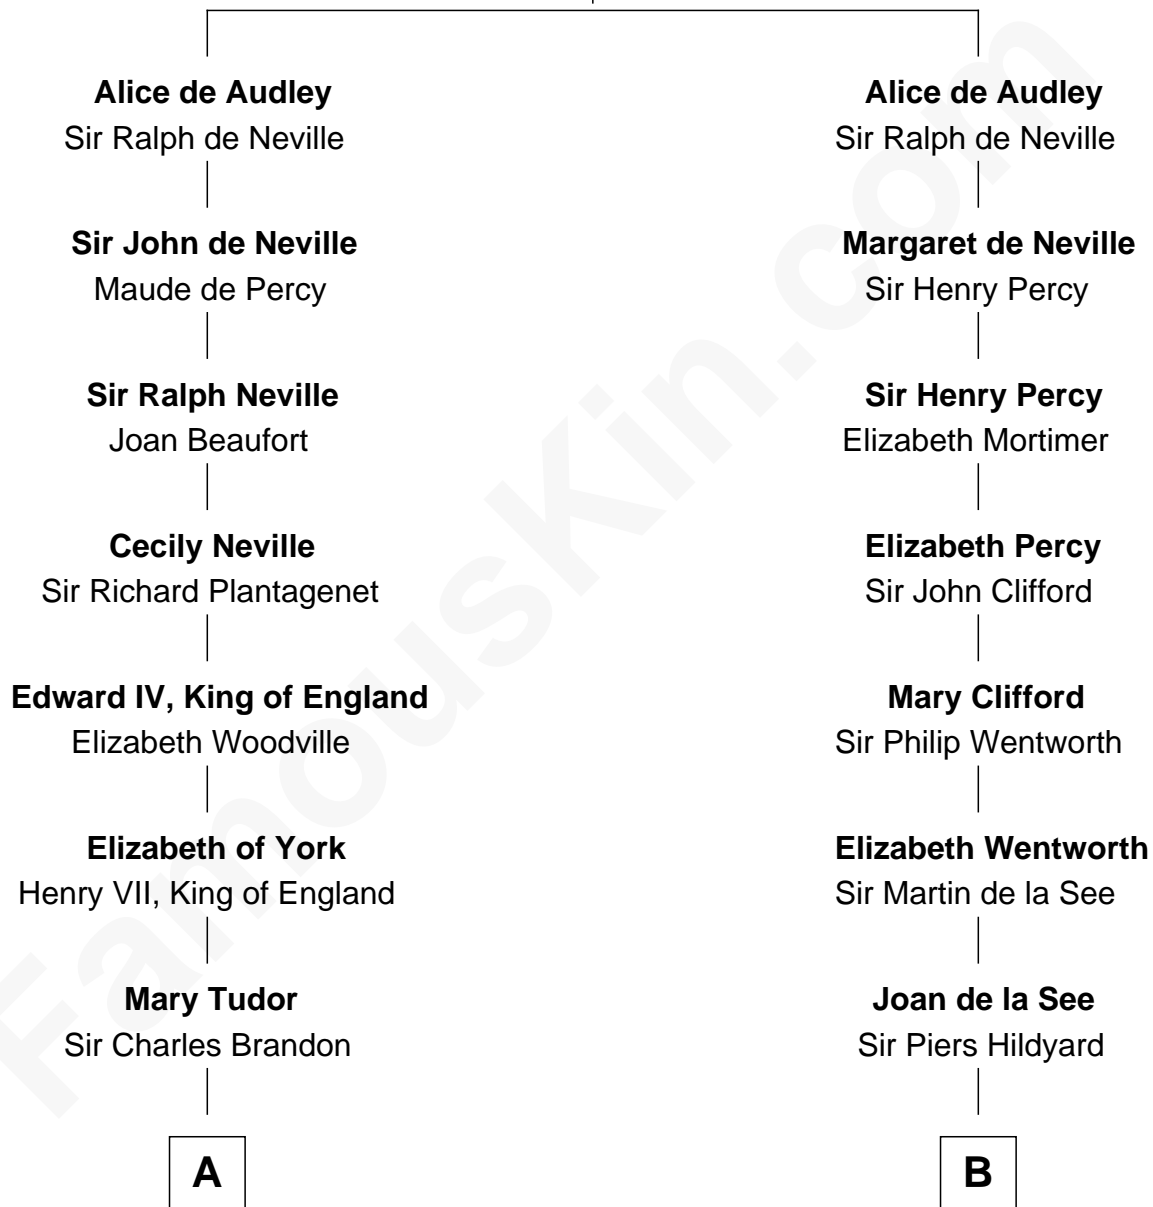 Alice de Audley
Sir Ralph de Neville
Sir John de Neville
Maude de Percy
Sir Ralph Neville
Joan Beaufort
Cecily Neville
Sir Richard Plantagenet
Edward IV, King of England
Elizabeth Woodville
Elizabeth of York
Henry VII, King of England
Mary Tudor
Sir Charles Brandon
A
Alice de Audley
Sir Ralph de Neville
Margaret de Neville
Sir Henry Percy
Sir Henry Percy
Elizabeth Mortimer
Elizabeth Percy
Sir John Clifford
Mary Clifford
Sir Philip Wentworth
Elizabeth Wentworth
Sir Martin de la See
Joan de la See
Sir Piers Hildyard
B
FamousKin.com